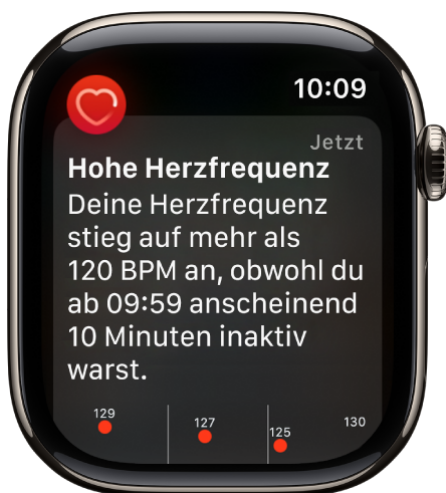 10:09
Jetzt
Hohe Herzfrequenz
Deine Herzfrequenz
stieg auf mehr als
120 BPM an, obwohl du
ab 09:59 anscheinend
10 Minuten inaktiv
warst.
129
127
125
130